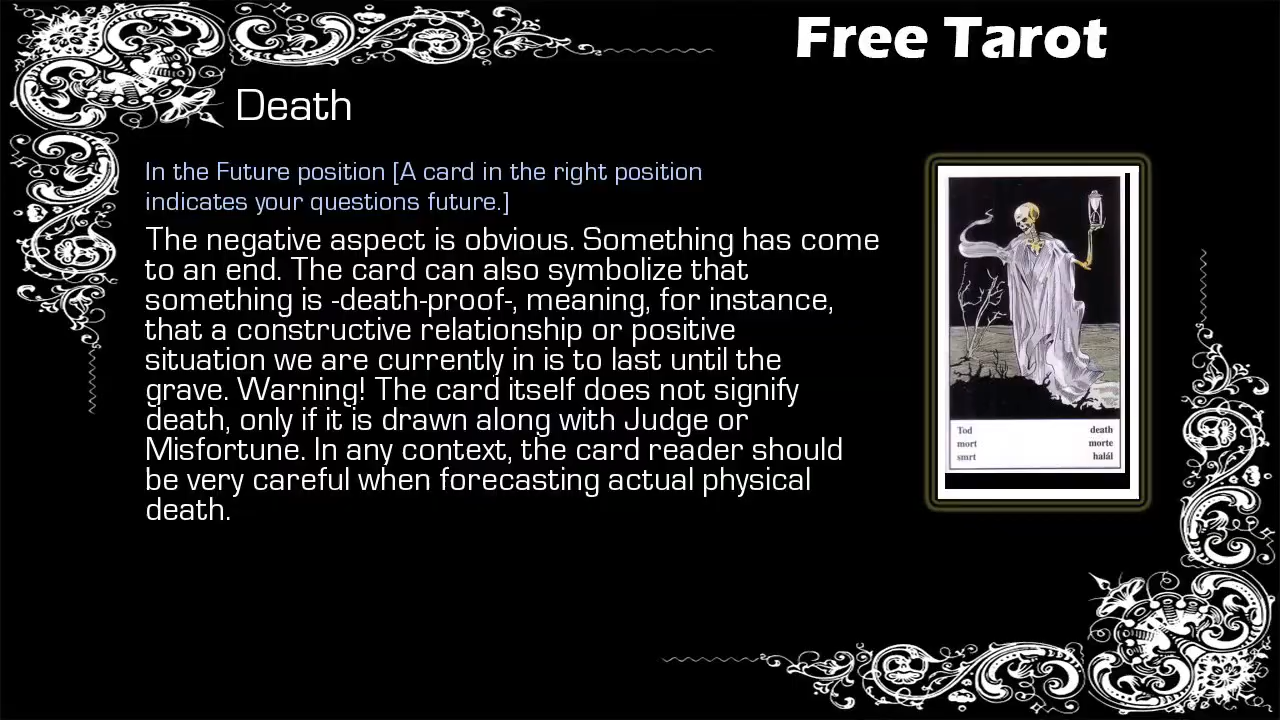 Free Tarot
Death
In the Future position [A card in the right position
indicates your questions future.]
The negative aspect is obvious. Something has come
to an end. The card can also symbolize that
something is -death-proof-, meaning, for instance,
that a constructive relationship or positive
situation we are currently in is to last until the
grave. Warning! The card itself does not signify
death, only if it is drawn along with Judge or
Misfortune. In any context, the card reader should
be very careful when forecasting actual physical
death.
Tod death
mort morte
smrt halál